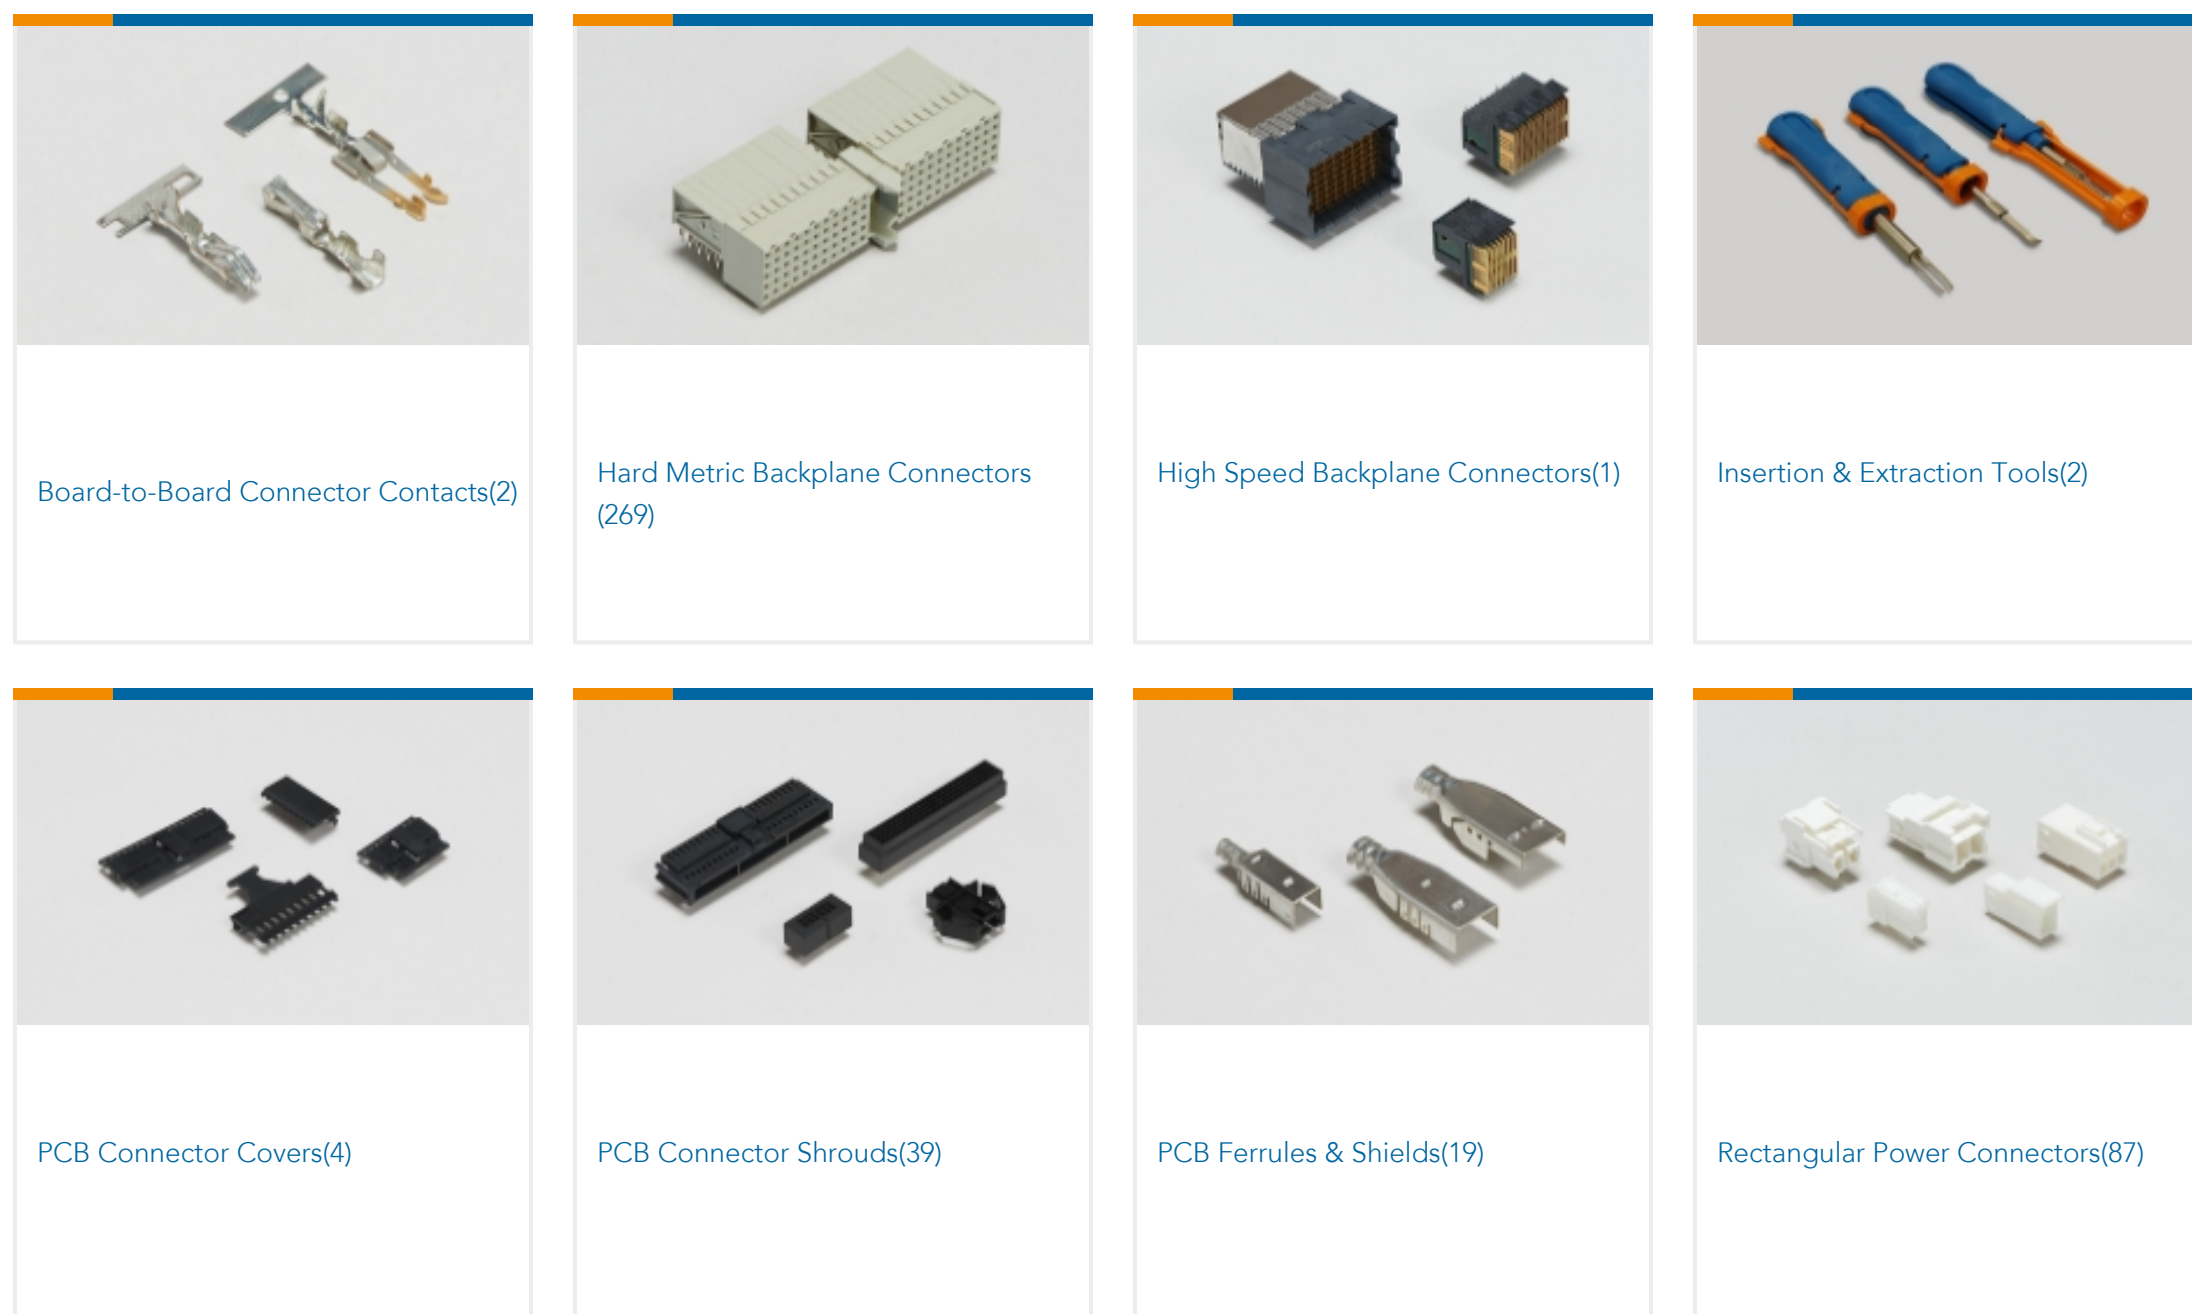 Board-to-Board Connector Contacts(2)
Hard Metric Backplane Connectors
(269)
High Speed Backplane Connectors(1)
Insertion & Extraction Tools(2)
PCB Connector Covers(4)
PCB Connector Shrouds(39)
PCB Ferrules & Shields(19)
Rectangular Power Connectors(87)